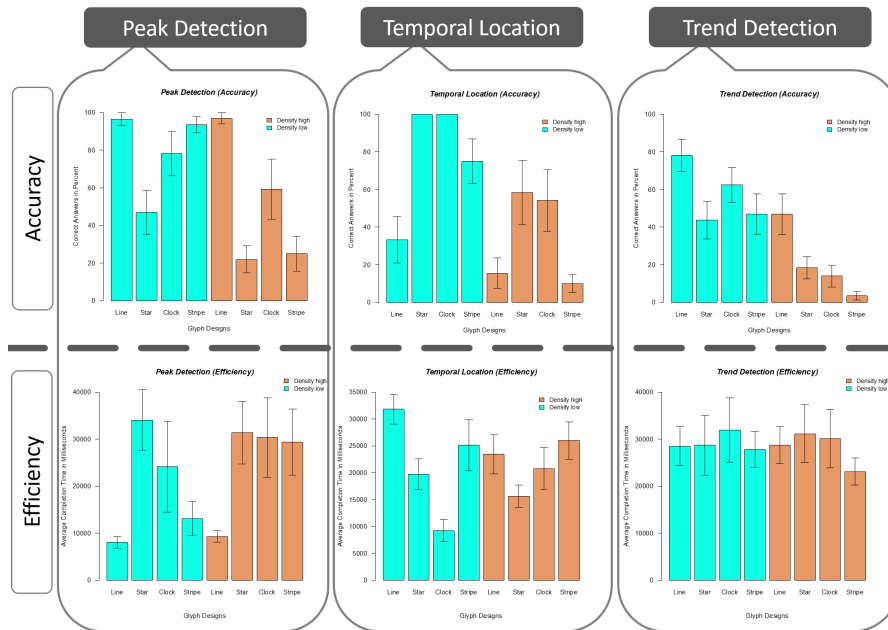 Peak Detection
Temporal Location
Trend Detection
Accuracy
Peak Detection (Accuracy)
Density high
Density low
Correct Answers in Percent
100
80
60
40
20
0
Line Star Clock Stripe Line Star Clock Stripe
Glyph Designs
Temporal Location (Accuracy)
Density high
Density low
Correct Answers in Percent
100
80
60
40
20
0
Line Star Clock Stripe Line Star Clock Stripe
Glyph Designs
Trend Detection (Accuracy)
Density high
Density low
Correct Answers in Percent
100
80
60
40
20
0
Line Star Clock Stripe Line Star Clock Stripe
Glyph Designs
Efficiency
Peak Detection (Efficiency)
Density high
Density low
Average Completion Time in Milliseconds
40000
30000
20000
10000
0
Line Star Clock Stripe Line Star Clock Stripe
Glyph Designs
Temporal Location (Efficiency)
Density high
Density low
Average Completion Time in Milliseconds
35000
30000
25000
20000
15000
10000
5000
0
Line Star Clock Stripe Line Star Clock Stripe
Glyph Designs
Trend Detection (Efficiency)
Density high
Density low
Average Completion Time in Milliseconds
40000
30000
20000
10000
0
Line Star Clock Stripe Line Star Clock Stripe
Glyph Designs